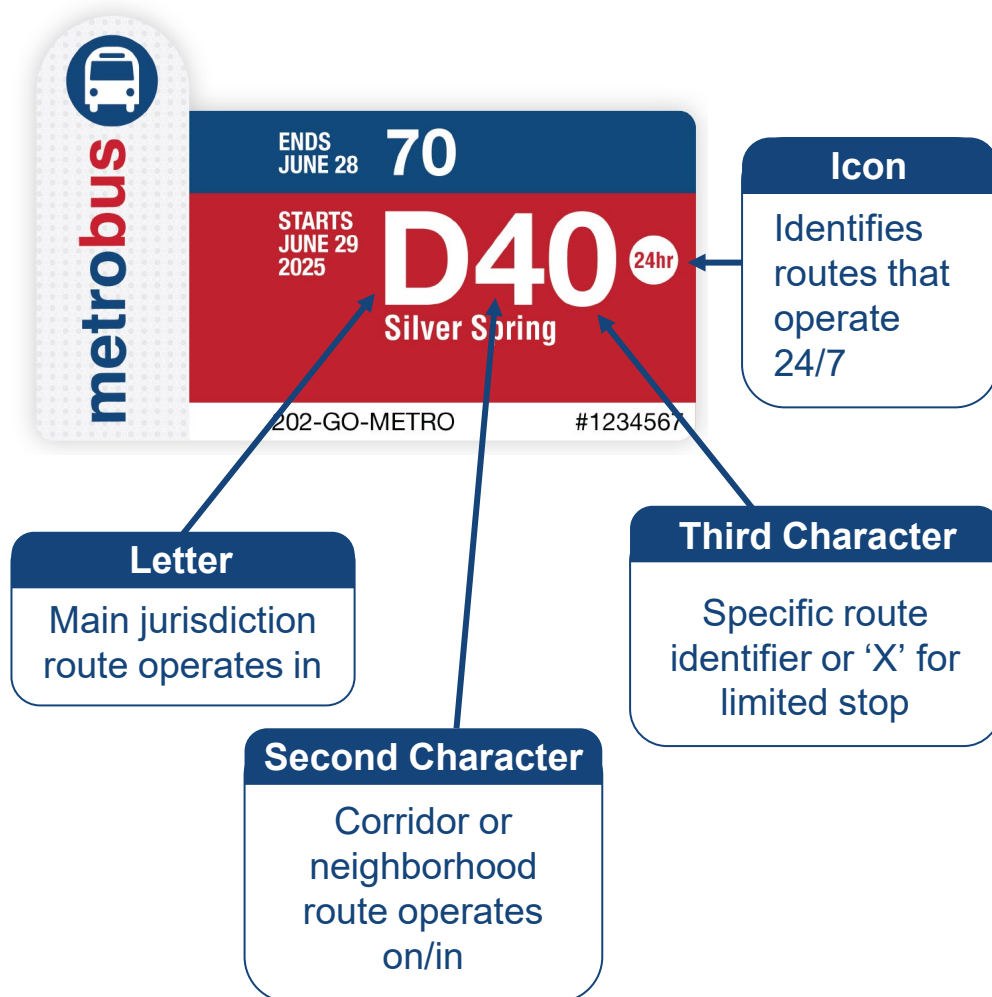 metrobus
ENDS
JUNE 28
70
STARTS
JUNE 29
2025
D40
24hr
Silver Spring
202-GO-METRO #1234567
Icon
Identifies
routes that
operate
24/7
Letter
Main jurisdiction
route operates in
Third Character
Specific route
identifier or ‘X’ for
limited stop
Second Character
Corridor or
neighborhood
route operates
on/in